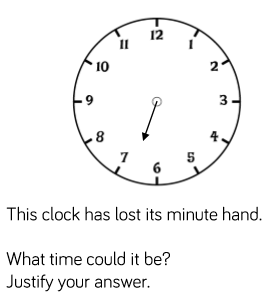 12
11 1
10 2
9 3
8 4
7 5
6
This clock has lost its minute hand.
What time could it be?
Justify your answer.